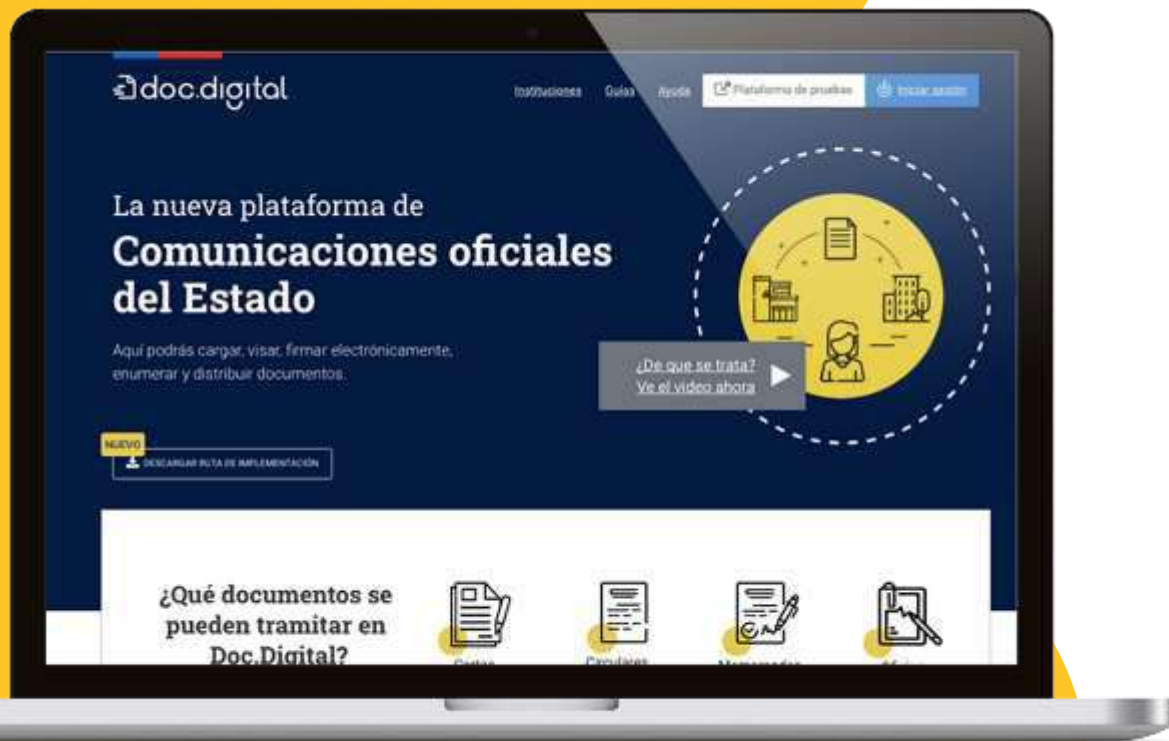 doc.digital
Instituciones Guías Ayuda Plataforma de pruebas Iniciar sesión
La nueva plataforma de
Comunicaciones oficiales
del Estado
Aquí podrás cargar, visar, firmar electrónicamente,
enumerar y distribuir documentos.
¿De que se trata?
Ve el video ahora
NUEVO
DESCARGAR RUTA DE IMPLEMENTACIÓN
¿Qué documentos se
pueden tramitar en
Doc.Digital?
Cartas Circulares